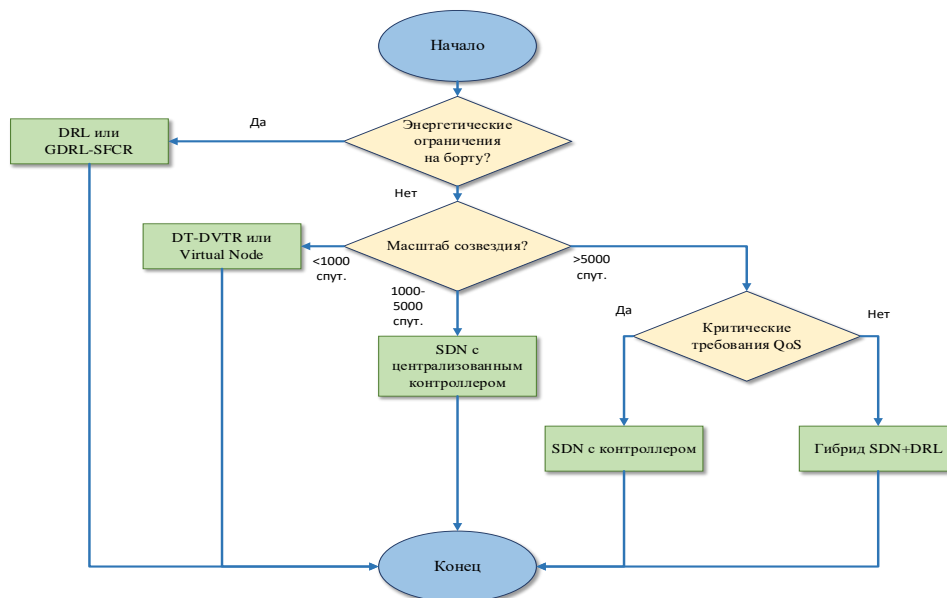 Начало
Энергетические
ограничения
на борту?
Да
DRL или
GDRL-SFCR
Нет
Масштаб созвездия?
DT-DVTR или
Virtual Node
<1000
спут.
1000-
5000
спут.
>5000
спут.
Да
Критические
требования QoS
Нет
SDN с
централизованным
контроллером
SDN с контроллером
Гибрид SDN+DRL
Конец